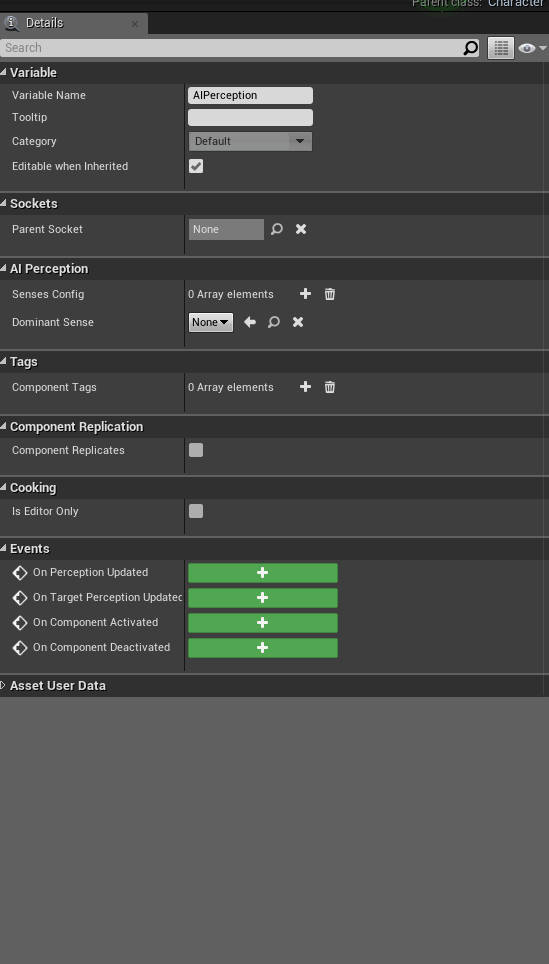 Parent class: Character
Details
Search
Variable
Variable Name AIPerception
Tooltip
Category Default
Editable when Inherited
Sockets
Parent Socket None
AI Perception
Senses Config 0 Array elements
Dominant Sense None
Tags
Component Tags 0 Array elements
Component Replication
Component Replicates
Cooking
Is Editor Only
Events
On Perception Updated
On Target Perception Updated
On Component Activated
On Component Deactivated
Asset User Data